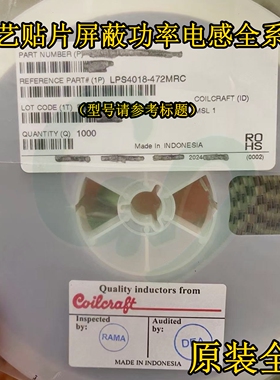 艺贴片屏蔽功率电感全系
PART NUMBER (P)
REFERENCE PART# (1P) LPS4018-472MRC
LOT CODE (1T)
COILCRAFT (ID)
MSL 1
(型号请参考标题)
QUANTITY (Q) 1000
ROHS
Made in INDONESIA
2024
(0002)
Quality inductors from
Coilcraft
Inspected by:
RAMA
Audited by:
MADE IN INDONESIA
原装全